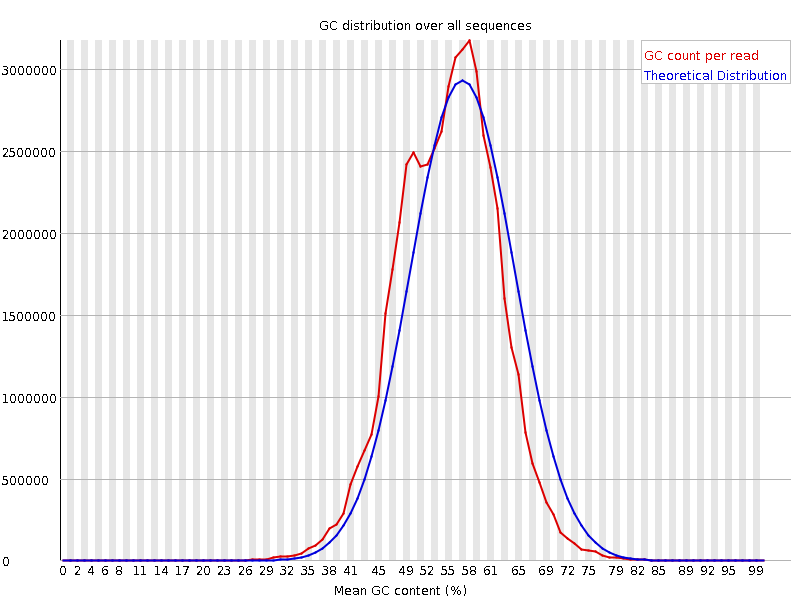 GC distribution over all sequences
GC count per read
Theoretical Distribution
3000000
2500000
2000000
1500000
1000000
500000
0
0 2 4 6 8 11 14 17 20 23 26 29 32 35 38 41 45 49 52 55 58 61 65 69 72 75 79 82 85 89 92 95 99
Mean GC content (%)